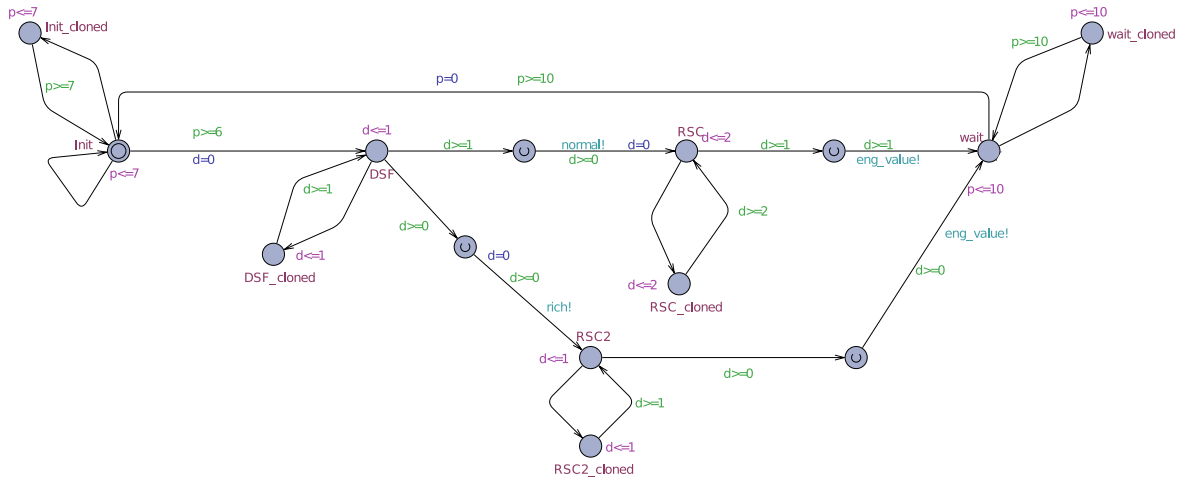 p<=7
Init_cloned
p<=10
wait_cloned
p>=10
p=0
p>=10
p>=7
Init
p>=6
d=0
p<=7
d<=1
DSF
d>=1
C
normal!
d=0
d>=0
RSC
d<=2
d>=1
C
d>=1
eng_value!
wait
p<=10
d>=1
d>=0
d>=2
C
d=0
eng_value!
d<=1
DSF_cloned
d>=0
d<=2
RSC_cloned
d>=0
rich!
RSC2
d<=1
d>=0
C
d>=1
d<=1
RSC2_cloned